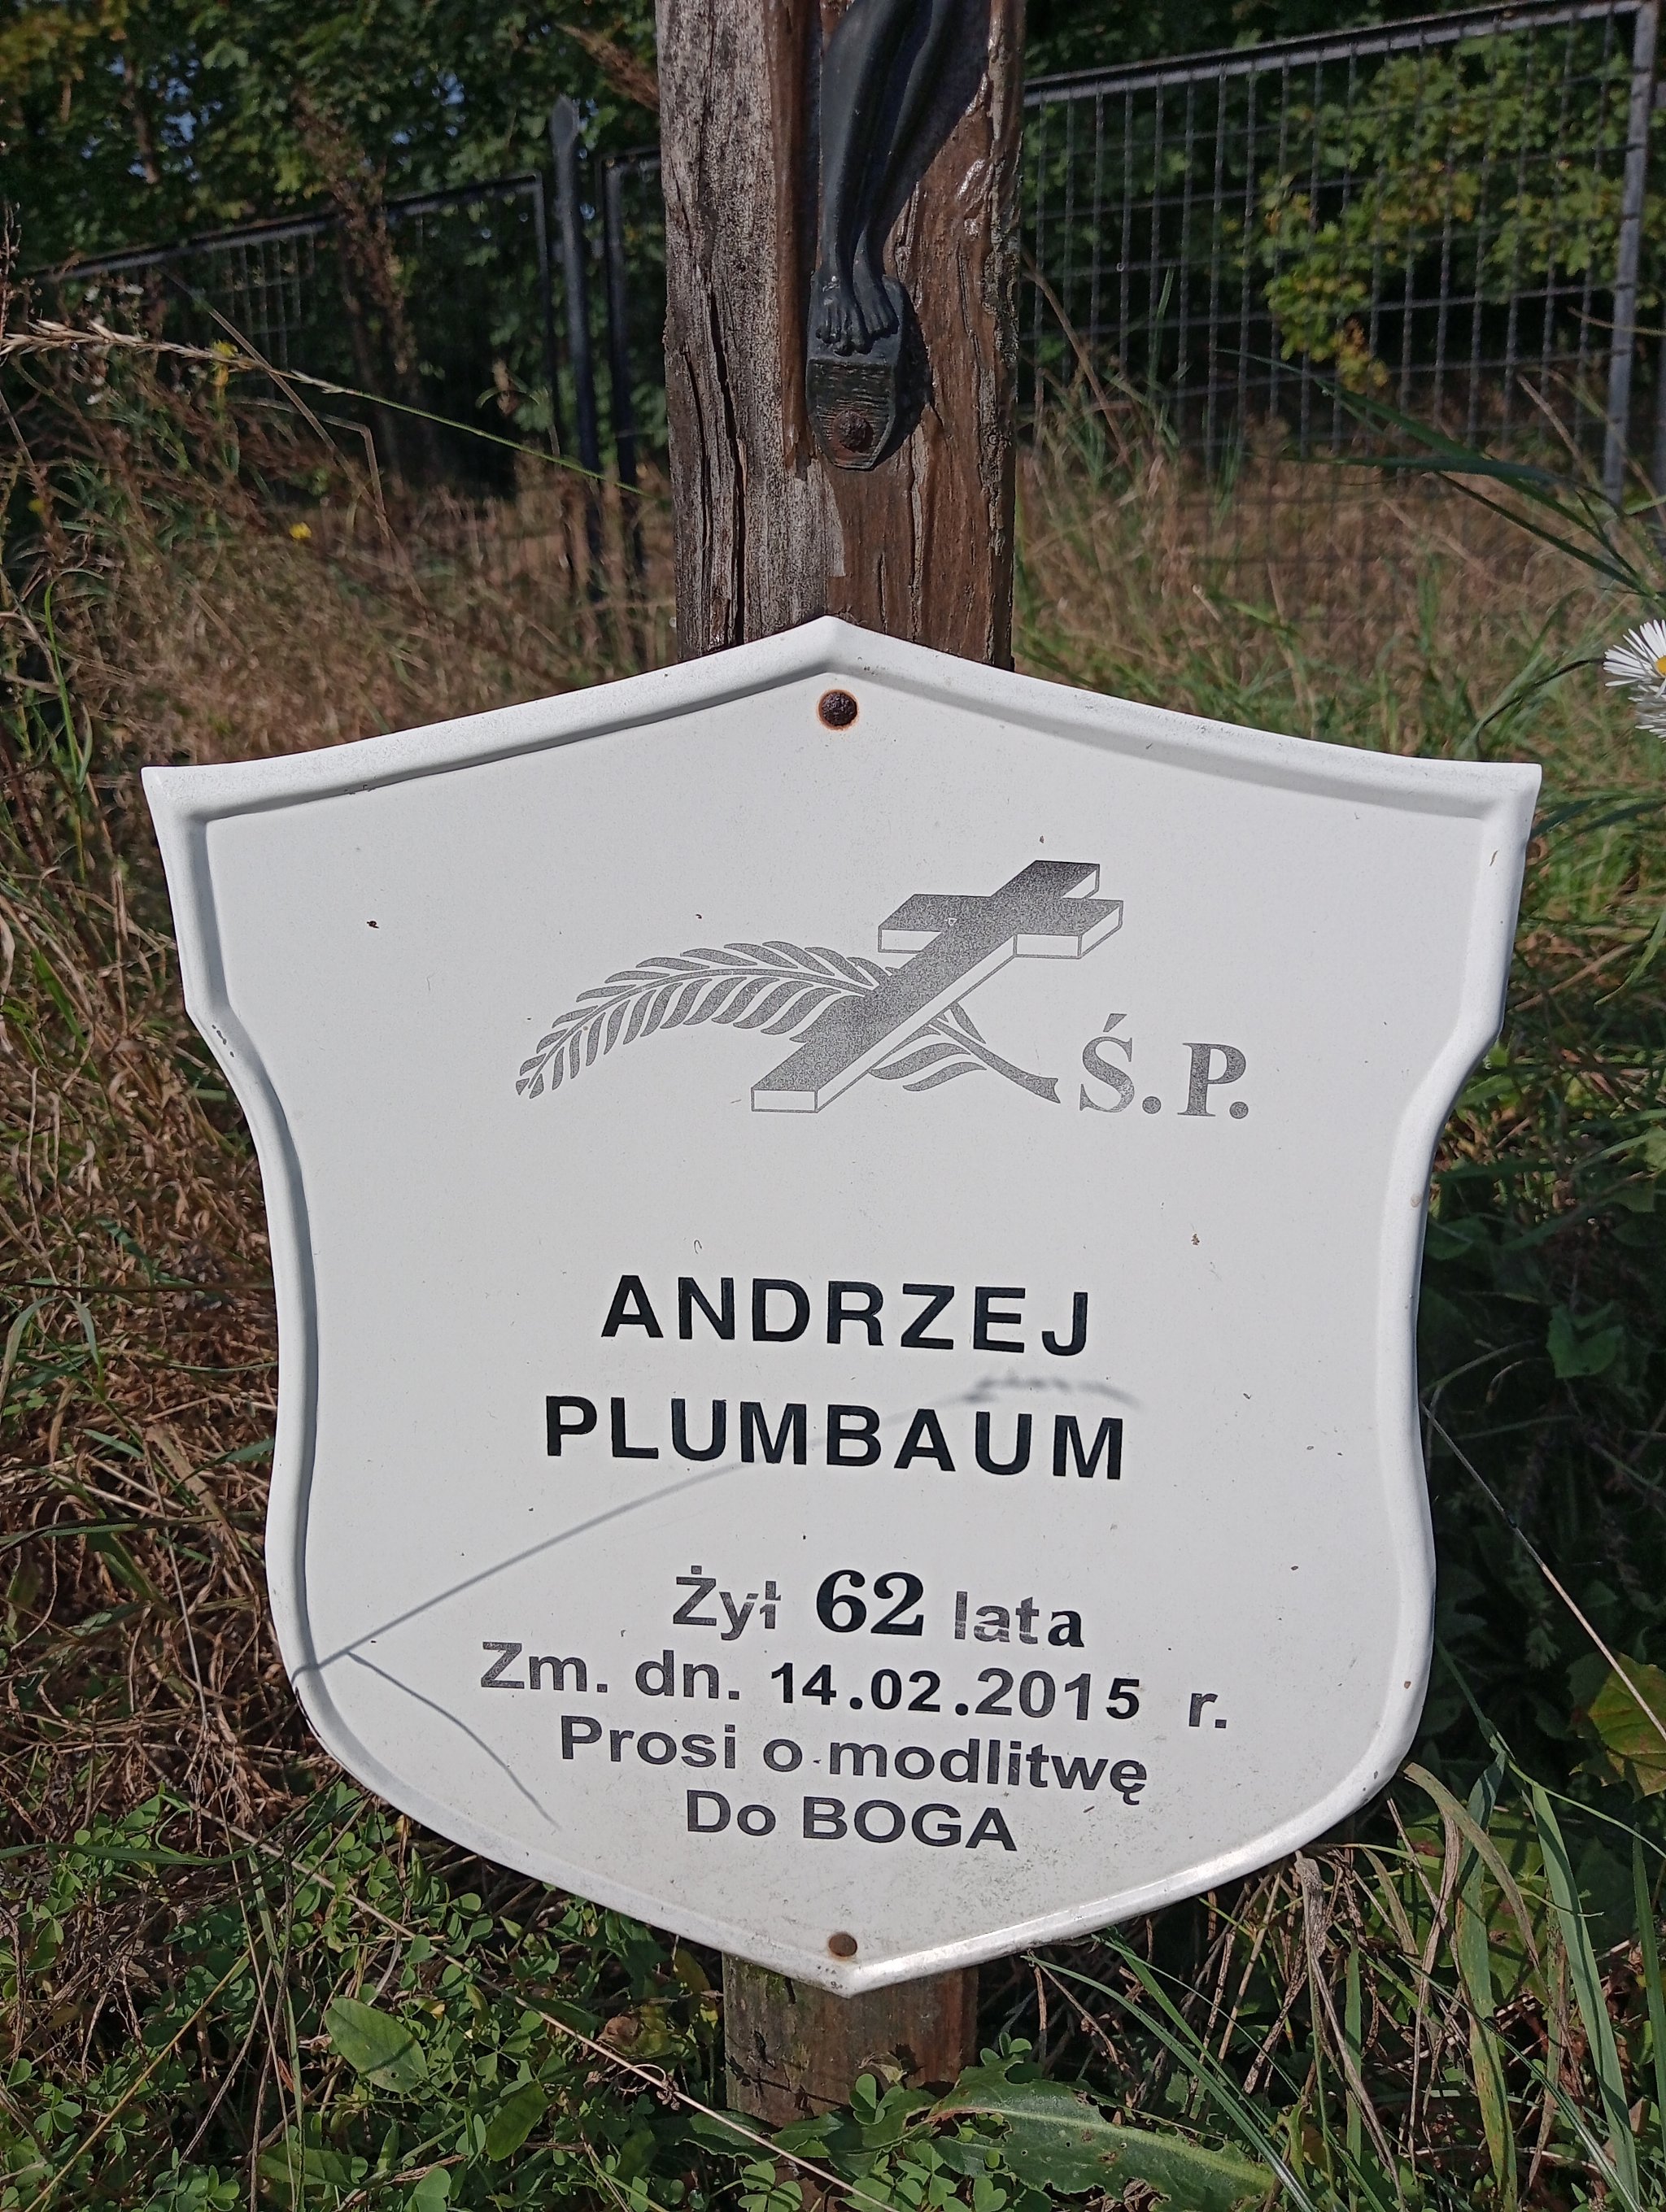 Ś.P.
ANDRZEJ
PLUMBAUM
Żył 62 lata
Zm. dn. 14.02.2015 r.
Prosi o modlitwę
Do BOGA